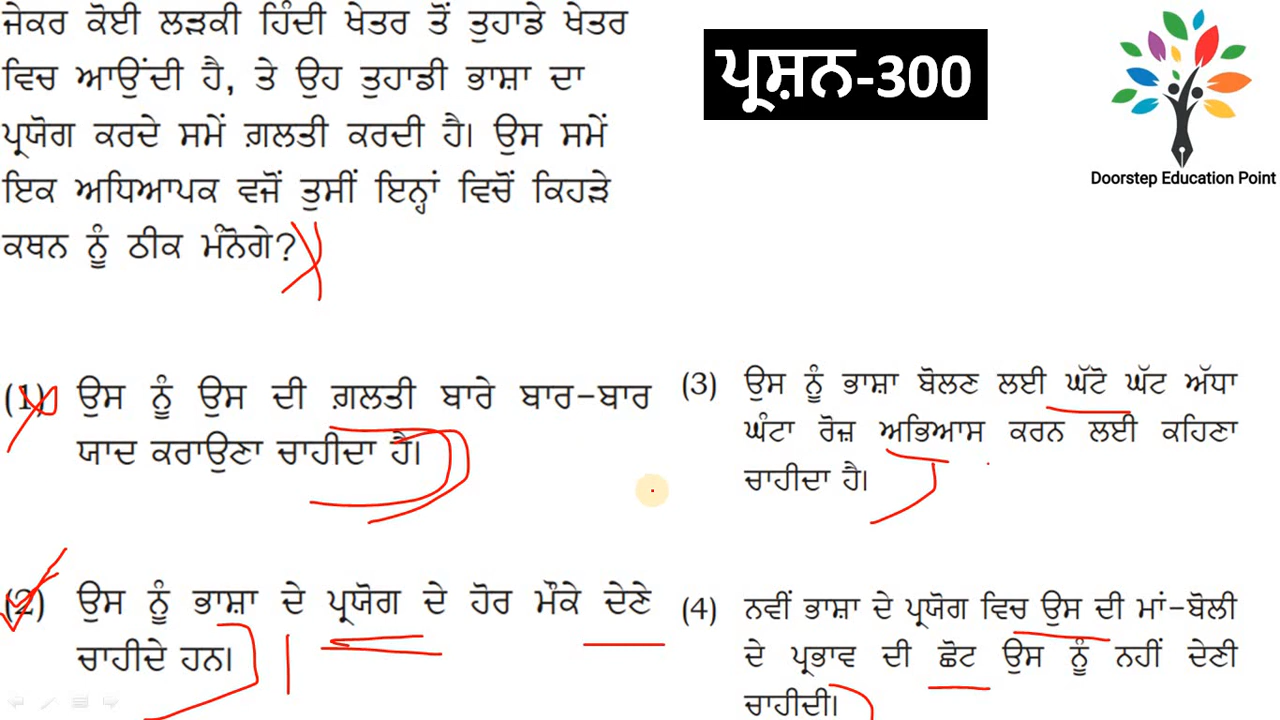 ਜੇਕਰ ਕੋਈ ਲੜਕੀ ਹਿੰਦੀ ਖੇਤਰ ਤੋਂ ਤੁਹਾਡੇ ਖੇਤਰ
ਵਿਚ ਆਉਂਦੀ ਹੈ, ਤੇ ਉਹ ਤੁਹਾਡੀ ਭਾਸ਼ਾ ਦਾ
ਪ੍ਰਯੋਗ ਕਰਦੇ ਸਮੇਂ ਗ਼ਲਤੀ ਕਰਦੀ ਹੈ। ਉਸ ਸਮੇਂ
ਇਕ ਅਧਿਆਪਕ ਵਜੋਂ ਤੁਸੀਂ ਇਨ੍ਹਾਂ ਵਿਚੋਂ ਕਿਹੜੇ
ਕਥਨ ਨੂੰ ਠੀਕ ਮੰਨੋਗੇ?
ਪ੍ਰਸ਼ਨ-300
Doorstep Education Point
(1) ਉਸ ਨੂੰ ਉਸ ਦੀ ਗ਼ਲਤੀ ਬਾਰੇ ਬਾਰ-ਬਾਰ
ਯਾਦ ਕਰਾਉਣਾ ਚਾਹੀਦਾ ਹੈ।
(2) ਉਸ ਨੂੰ ਭਾਸ਼ਾ ਦੇ ਪ੍ਰਯੋਗ ਦੇ ਹੋਰ ਮੌਕੇ ਦੇਣੇ
ਚਾਹੀਦੇ ਹਨ।
(3) ਉਸ ਨੂੰ ਭਾਸ਼ਾ ਬੋਲਣ ਲਈ ਘੱਟੋ ਘੱਟ ਅੱਧਾ
ਘੰਟਾ ਰੋਜ਼ ਅਭਿਆਸ ਕਰਨ ਲਈ ਕਹਿਣਾ
ਚਾਹੀਦਾ ਹੈ।
(4) ਨਵੀਂ ਭਾਸ਼ਾ ਦੇ ਪ੍ਰਯੋਗ ਵਿਚ ਉਸ ਦੀ ਮਾਂ-ਬੋਲੀ
ਦੇ ਪ੍ਰਭਾਵ ਦੀ ਛੋਟ ਉਸ ਨੂੰ ਨਹੀਂ ਦੇਣੀ
ਚਾਹੀਦੀ।